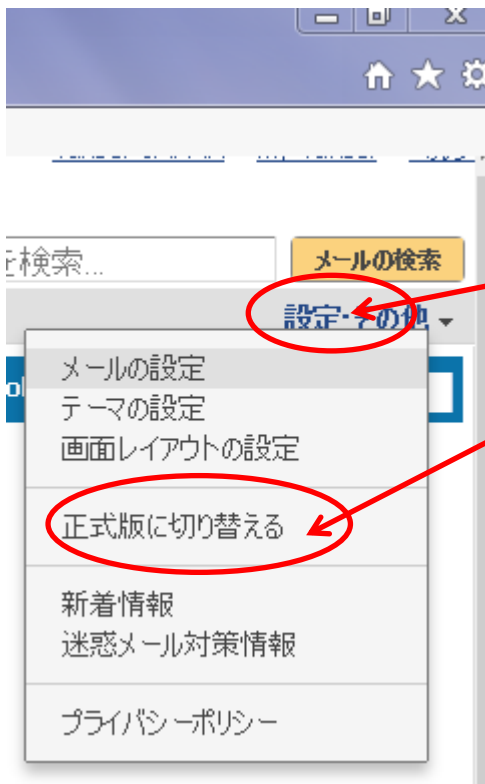 を検索...
メールの検索
設定・その他
メールの設定
テーマの設定
画面レイアウトの設定
正式版に切り替える
新着情報
迷惑メール対策情報
プライバシーポリシー